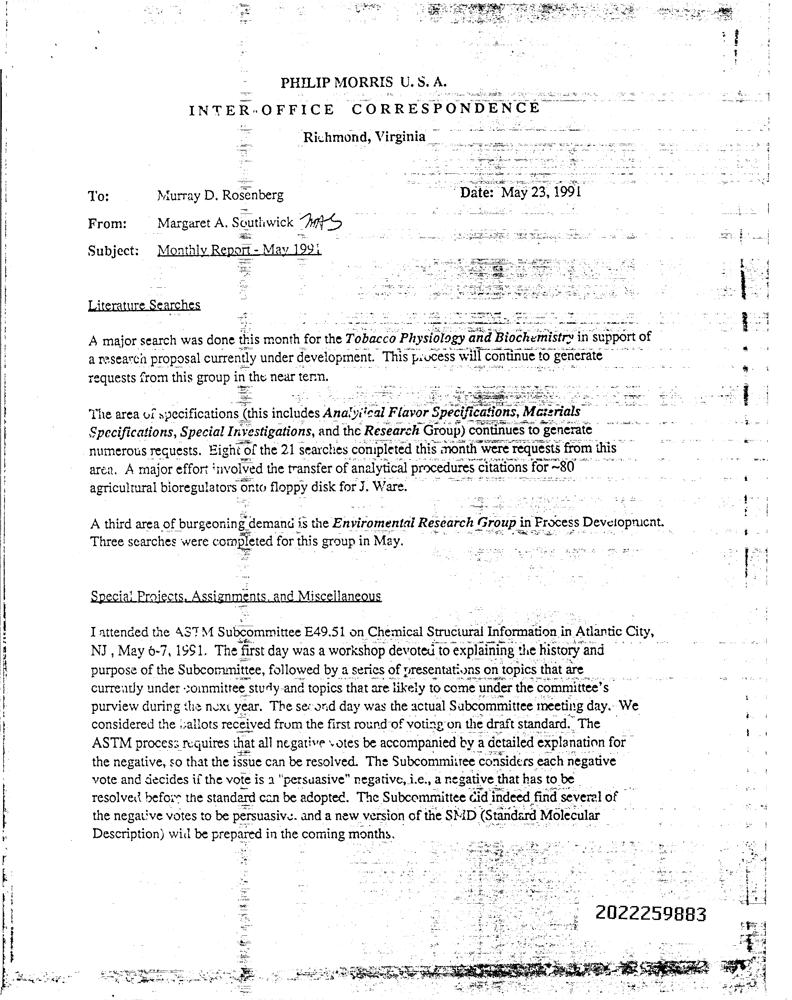 PHILIP MORRIS U. S. A.
INTER-OFFICE CORRESPONDENCE
Richmond, Virginia
To: Murray D. Rosenberg Date: May 23, 1991
From: Margaret A. Southwick MAS
Subject: Monthly Report - May 1991
Literature Searches
A major search was done this month for the Tobacco Physiology and Biochemistry in support of
a research proposal currently under development. This process will continue to generate
requests from this group in the near term.
The area of specifications (this includes Analytical Flavor Specifications, Materials
Specifications, Special Investigations, and the Research Group) continues to generate
numerous requests. Eight of the 21 searches completed this month were requests from this
area. A major effort involved the transfer of analytical procedures citations for ~80
agricultural bioregulators onto floppy disk for J. Ware.
A third area of burgeoning demand is the Enviromental Research Group in Process Development.
Three searches were completed for this group in May.
Special Projects, Assignments, and Miscellaneous
I attended the ASTM Subcommittee E49.51 on Chemical Structural Information in Atlantic City,
NJ , May 6-7, 1991. The first day was a workshop devoted to explaining the history and
purpose of the Subcommittee, followed by a series of presentations on topics that are
currently under committee study and topics that are likely to come under the committee's
purview during the next year. The second day was the actual Subcommittee meeting day. We
considered the ballots received from the first round of voting on the draft standard. The
ASTM process requires that all negative votes be accompanied by a detailed explanation for
the negative, so that the issue can be resolved. The Subcommittee considers each negative
vote and decides if the vote is a "persuasive" negative, i.e., a negative that has to be
resolved before the standard can be adopted. The Subcommittee did indeed find several of
the negative votes to be persuasive. and a new version of the SMD (Standard Molecular
Description) will be prepared in the coming months.
2022259883